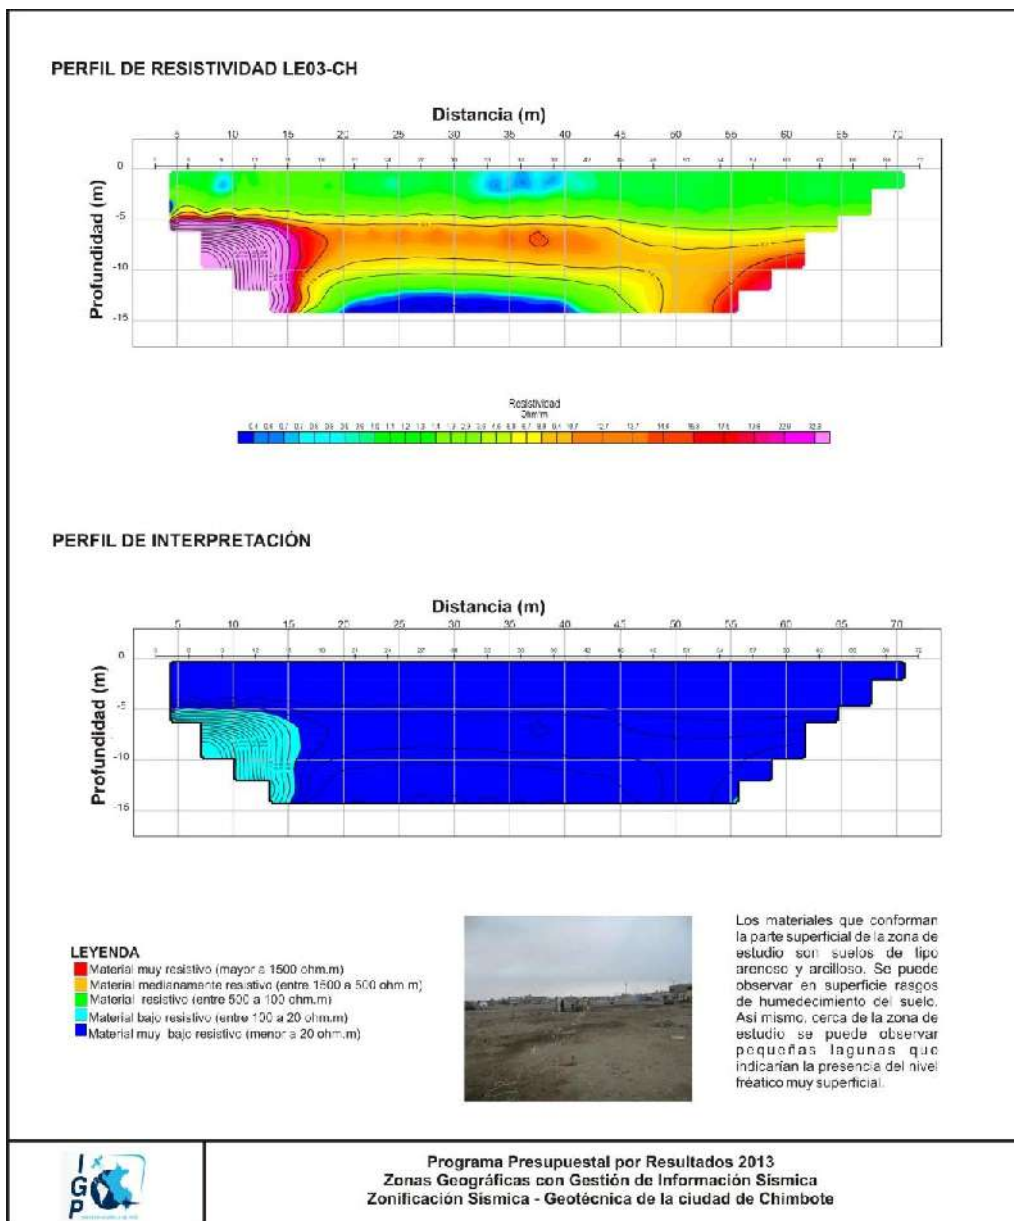 PERFIL DE RESISTIVIDAD LE03-CH
Distancia (m)
5 10 15 20 25 30 35 40 45 50 55 60 65 70
Profundidad (m)
0
-5
-10
-15
Resistividad
Ohm/m
PERFIL DE INTERPRETACIÓN
Distancia (m)
5 10 15 20 25 30 35 40 45 50 55 60 65 70
Profundidad (m)
0
-5
-10
-15
LEYENDA
Material muy resistivo (mayor a 1500 ohm.m)
Material medianamente resistivo (entre 1500 a 500 ohm m)
Material resistivo (entre 500 a 100 ohm.m)
Material bajo resistivo (entre 100 a 20 ohm.m)
Material muy bajo resistivo (menor a 20 ohm.m)
Los materiales que conforman
la parte superficial de la zona de
estudio son suelos de tipo
arenoso y arcilloso. Se puede
observar en superficie rasgos
de humedecimiento del suelo.
Así mismo, cerca de la zona de
estudio se puede observar
pequeñas lagunas que
indicarían la presencia del nivel
freático muy superficial.
IGP
Programa Presupuestal por Resultados 2013
Zonas Geográficas con Gestión de Información Sísmica
Zonificación Sísmica - Geotécnica de la ciudad de Chimbote